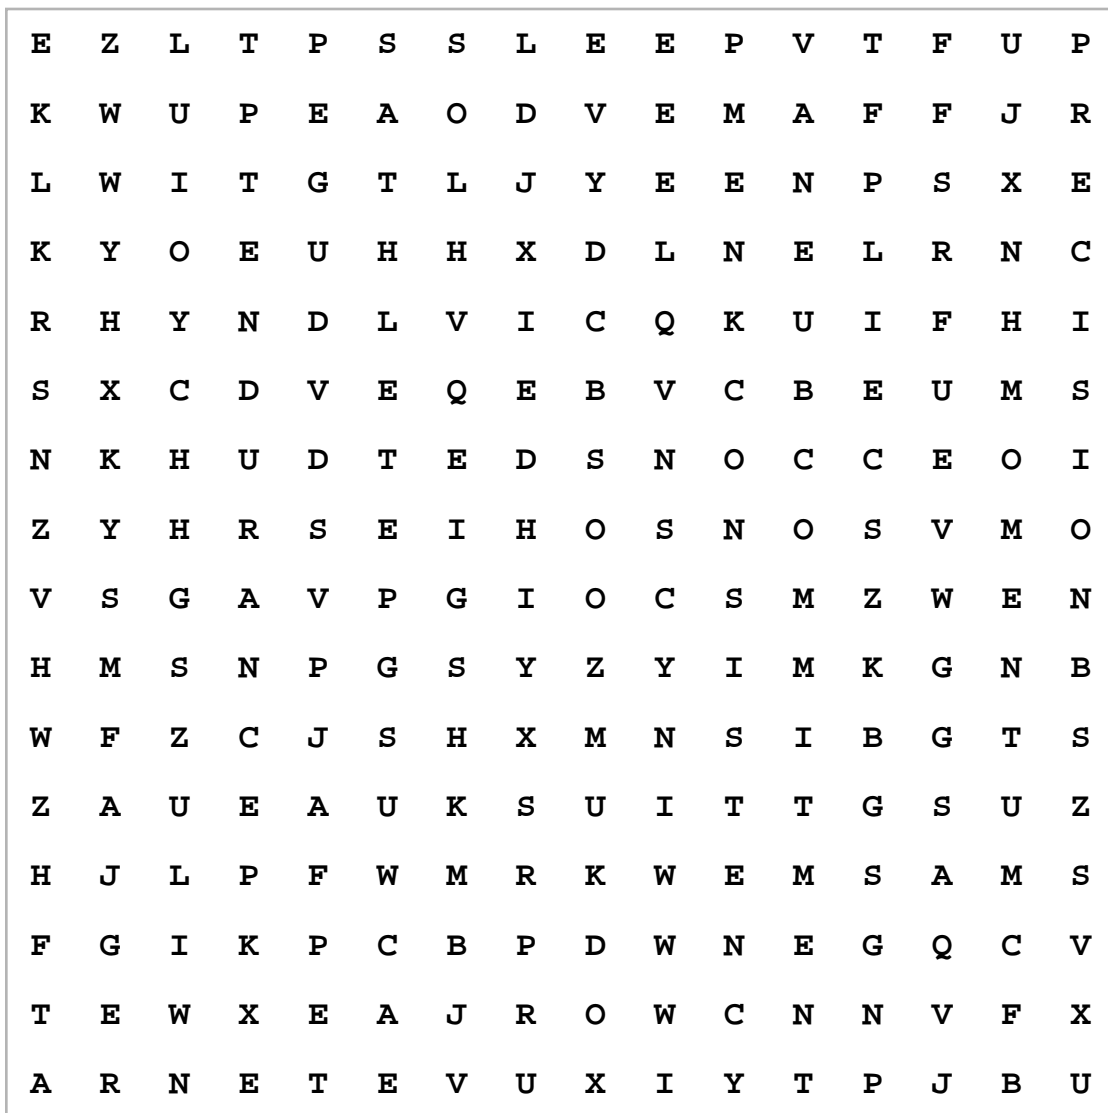 E Z L T P S S L E E P V T F U P
K W U P E A O D V E M A F F J R
L W I T G T L J Y E E N P S X E
K Y O E U H H X D L N E L R N C
R H Y N D L V I C Q K U I F H I
S X C D V E Q E B V C B E U M S
N K H U D T E D S N O C C E O I
Z Y H R S E I H O S N O S V M O
V S G A V P G I O C S M Z W E N
H M S N P G S Y Z Y I M K G N B
W F Z C J S H X M N S I B G T S
Z A U E A U K S U I T T G S U Z
H J L P F W M R K W E M S A M S
F G I K P C B P D W N E G Q C V
T E W X E A J R O W C N N V F X
A R N E T E V U X I Y T P J B U